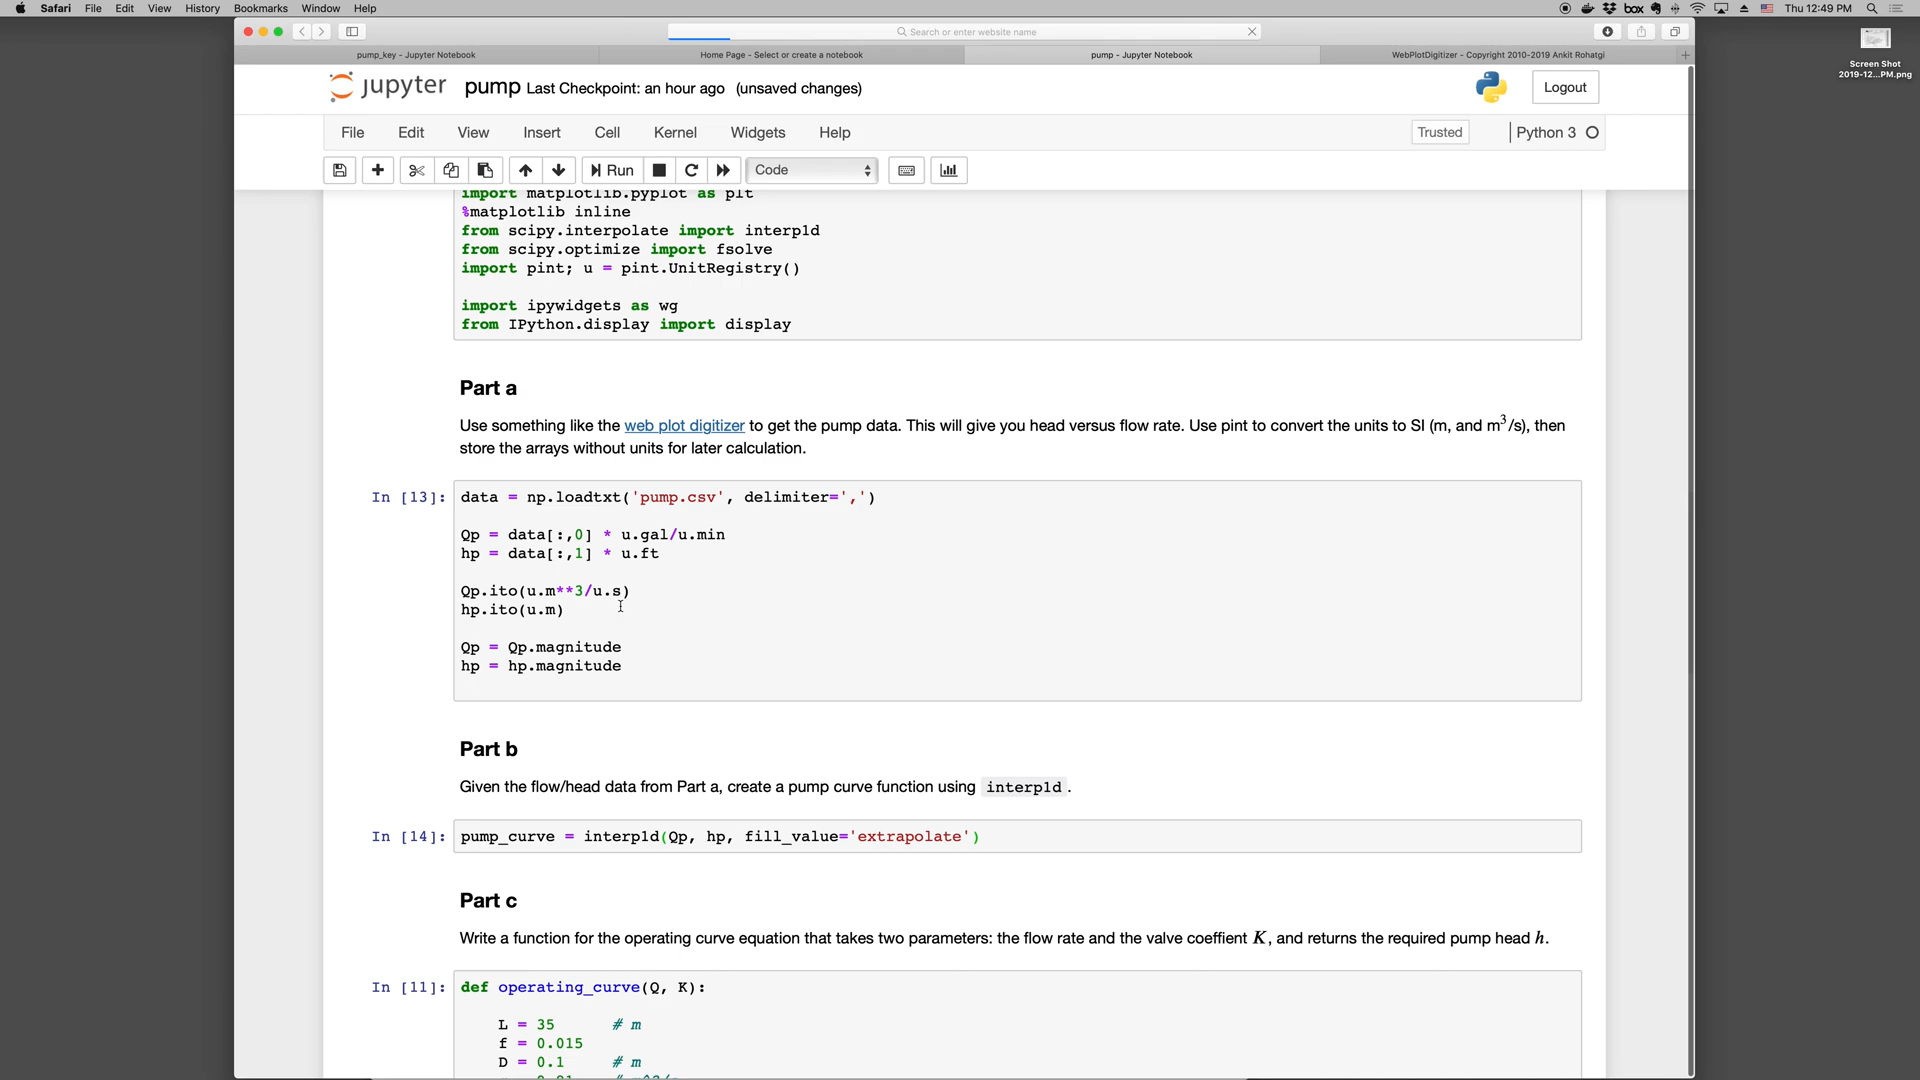 Safari File Edit View History Bookmarks Window Help box Thu 12:49 PM
Search or enter website name
pump_key - Jupyter Notebook Home Page - Select or create a notebook pump - Jupyter Notebook WebPlotDigitizer - Copyright 2010-2019 Ankit Rohatgi
Screen Shot
2019-12...PM.png
jupyter pump Last Checkpoint: an hour ago (unsaved changes) Logout
File Edit View Insert Cell Kernel Widgets Help Trusted Python 3
Run Code
import matplotlib.pyplot as plt
%matplotlib inline
from scipy.interpolate import interp1d
from scipy.optimize import fsolve
import pint; u = pint.UnitRegistry()
import ipywidgets as wg
from IPython.display import display
Part a
Use something like the web plot digitizer to get the pump data. This will give you head versus flow rate. Use pint to convert the units to SI (m, and m³/s), then
store the arrays without units for later calculation.
In [13]: data = np.loadtxt('pump.csv', delimiter=',')
Qp = data[:,0] * u.gal/u.min
hp = data[:,1] * u.ft
Qp.ito(u.m**3/u.s)
hp.ito(u.m)
Qp = Qp.magnitude
hp = hp.magnitude
Part b
Given the flow/head data from Part a, create a pump curve function using interp1d.
In [14]: pump_curve = interp1d(Qp, hp, fill_value='extrapolate')
Part c
Write a function for the operating curve equation that takes two parameters: the flow rate and the valve coeffient K, and returns the required pump head h.
In [11]: def operating_curve(Q, K):
L = 35 # m
f = 0.015
D = 0.1 # m